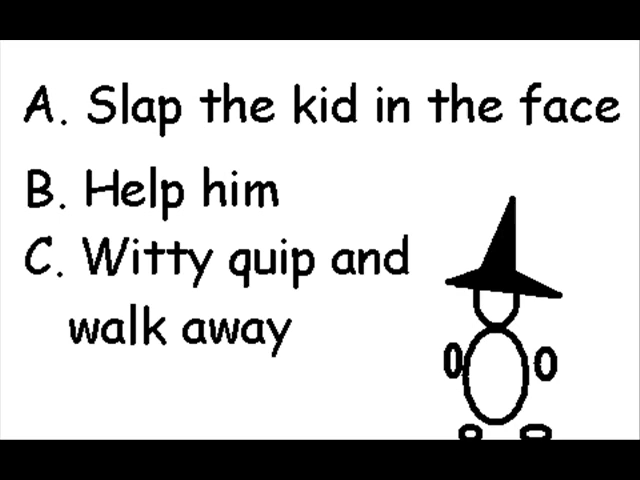 A. Slap the kid in the face
B. Help him
C. Witty quip and
walk away